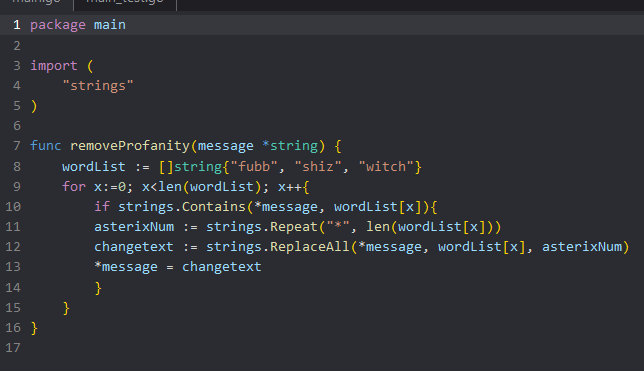 main.go main_test.go
1 package main
2
3 import (
4     "strings"
5 )
6
7 func removeProfanity(message *string) {
8     wordList := []string{"fubb", "shiz", "witch"}
9     for x:=0; x<len(wordList); x++{
10         if strings.Contains(*message, wordList[x]){
11         asterixNum := strings.Repeat("*", len(wordList[x]))
12         changetext := strings.ReplaceAll(*message, wordList[x], asterixNum)
13         *message = changetext
14         }
15     }
16 }
17